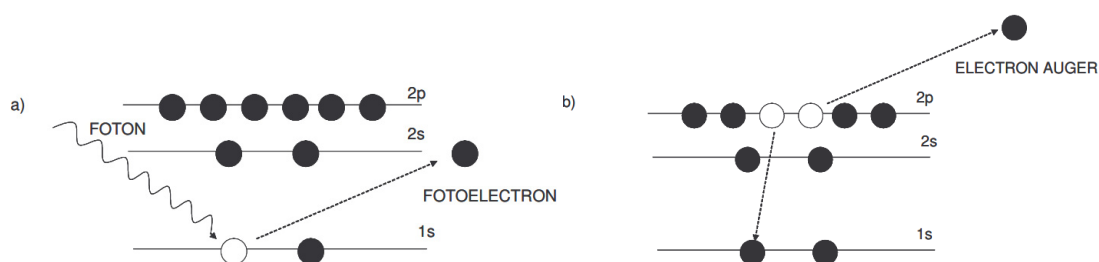 a)
2p
FOTON
2s
FOTOELECTRON
1s
b)
ELECTRON AUGER
2p
2s
1s